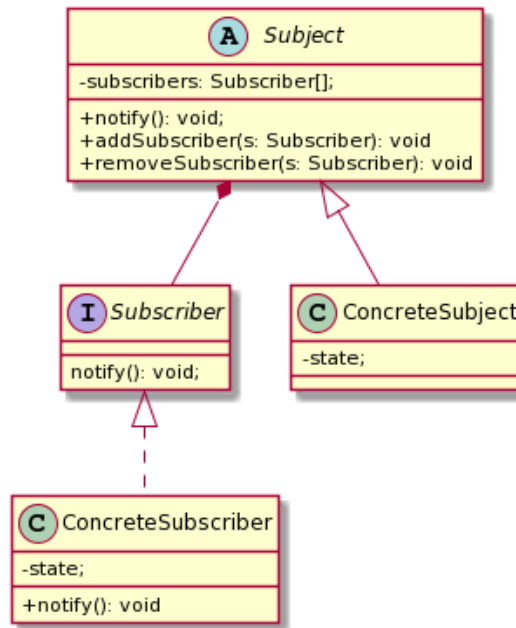 A Subject
-subscribers: Subscriber[];
+notify(): void;
+addSubscriber(s: Subscriber): void
+removeSubscriber(s: Subscriber): void
I Subscriber
notify(): void;
C ConcreteSubject
-state;
C ConcreteSubscriber
-state;
+notify(): void